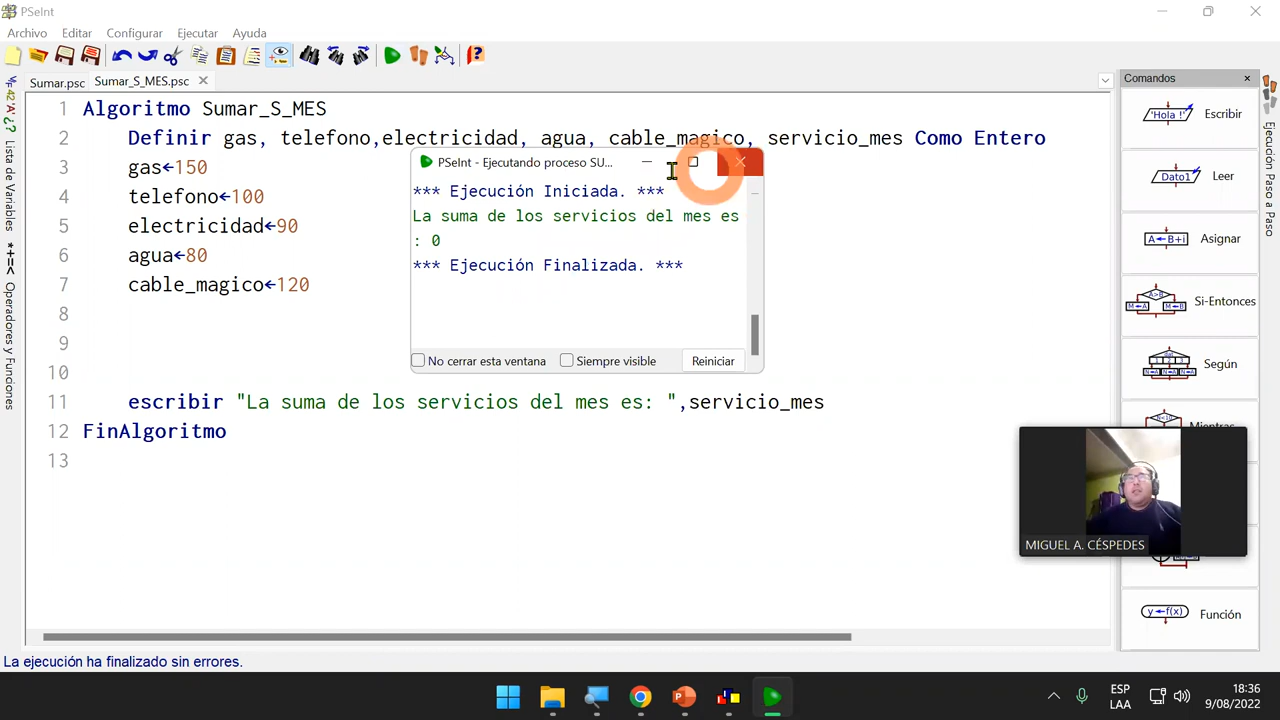 PSeInt
Archivo Editar Configurar Ejecutar Ayuda
Sumar.psc Sumar_S_MES.psc
1 Algoritmo Sumar_S_MES
2 Definir gas, telefono,electricidad, agua, cable_magico, servicio_mes Como Entero
3 gas←150
4 telefono←100
5 electricidad←90
6 agua←80
7 cable_magico←120
8
9
10
11 escribir "La suma de los servicios del mes es: ",servicio_mes
12 FinAlgoritmo
13
PSeInt - Ejecutando proceso SU...
*** Ejecución Iniciada. ***
La suma de los servicios del mes es
: 0
*** Ejecución Finalizada. ***
No cerrar esta ventana Siempre visible Reiniciar
Lista de Variables
Operadores y Funciones
Comandos
'Hola !' Escribir
Dato1 Leer
A←B+i Asignar
A>B Si-Entonces
Según
Mientras
y←f(x) Función
Ejecución Paso a Paso
MIGUEL A. CÉSPEDES
La ejecución ha finalizado sin errores.
ESP
LAA
18:36
9/08/2022